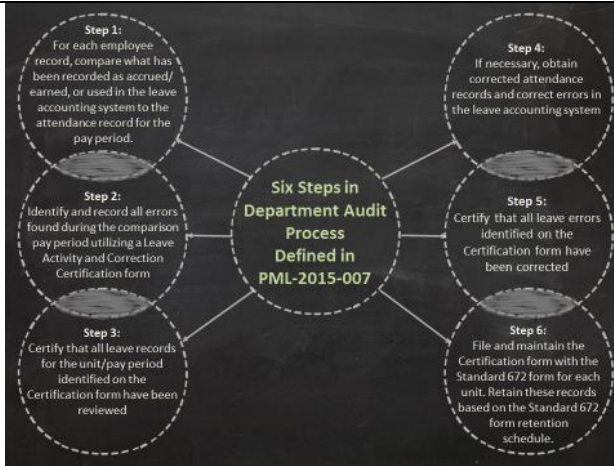 Step 1:
For each employee
record, compare what has
been recorded as accrued/
earned, or used in the leave
accounting system to the
attendance record for the
pay period.
Step 2:
Identify and record all errors
found during the comparison
pay period utilizing a Leave
Activity and Correction
Certification form
Step 3:
Certify that all leave records
for the unit/pay period
identified on the
Certification form have been
reviewed
Six Steps in
Department Audit
Process
Defined in
PML-2015-007
Step 4:
If necessary, obtain
corrected attendance
records and correct errors in
the leave accounting system
Step 5:
Certify that all leave errors
identified on the
Certification form have
been corrected
Step 6:
File and maintain the
Certification form with the
Standard 672 form for each
unit. Retain these records
based on the Standard 672
form retention
schedule.